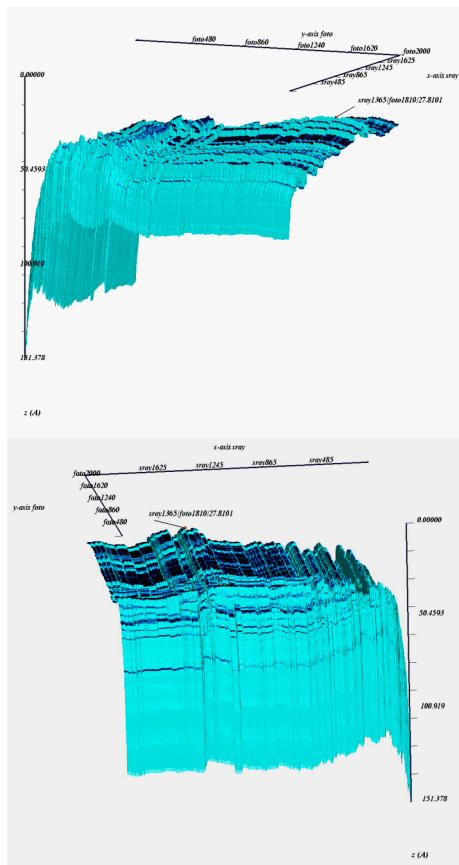 y-axis foto
foto480
foto860
foto1240
foto1620
foto2000
xray1625
xray1245
xray865
xray485
x-axis xray
0.00000
xray1365/foto1810/27.8101
50.4593
100.919
151.378
z (A)
x-axis xray
foto2000
xray1625
xray1245
xray865
xray485
foto1620
foto1240
y-axis foto
foto860
foto480
xray1365/foto1810/27.8101
0.00000
50.4593
100.919
151.378
z (A)